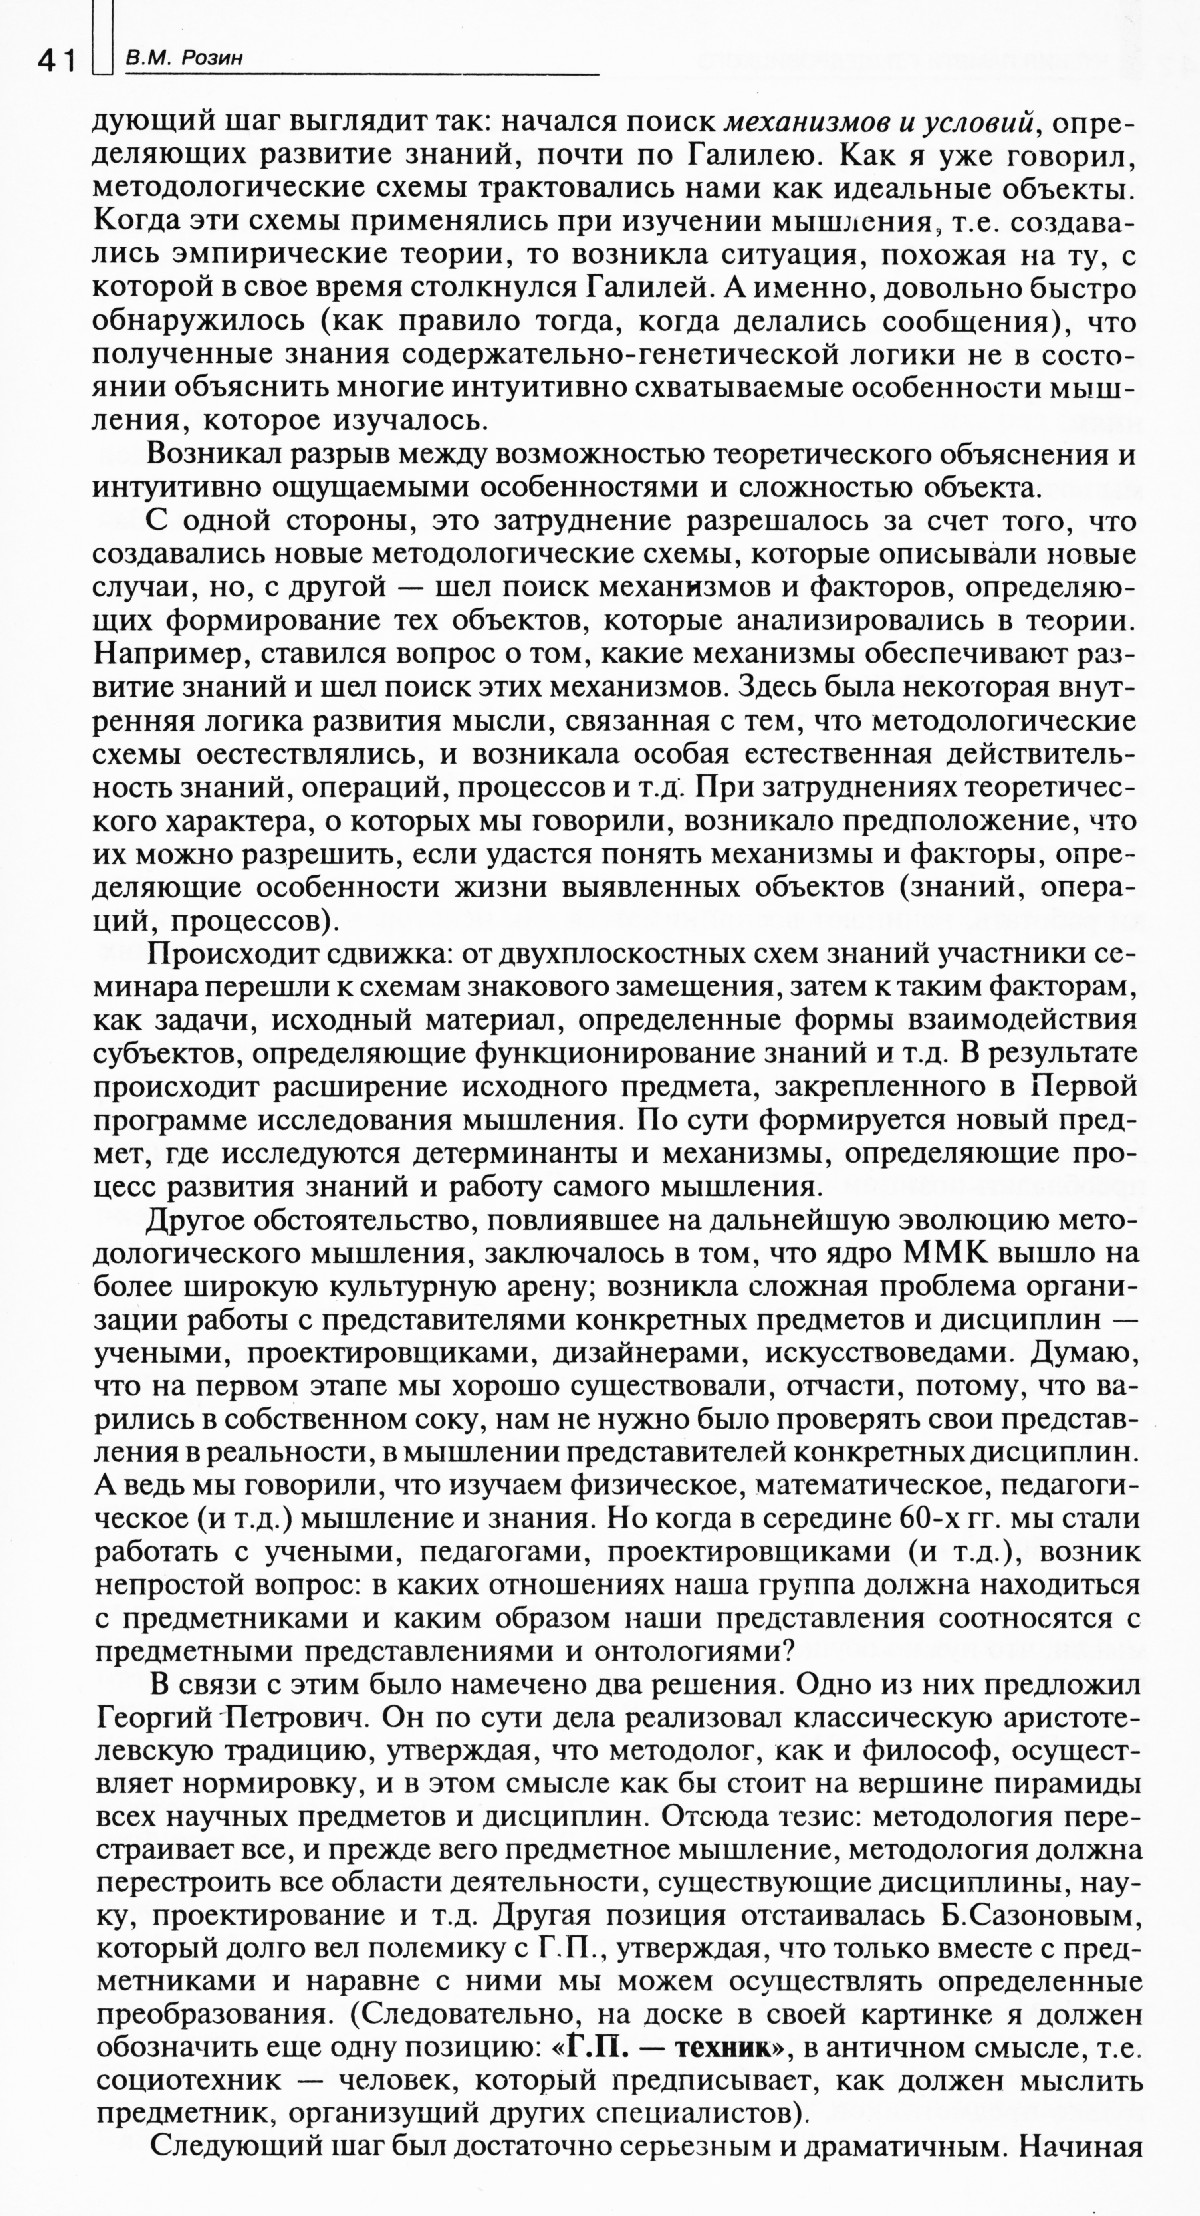 41
В.М. Розин
дующий шаг выглядит так: начался поиск механизмов и условий, опре-
деляющих развитие знаний, почти по Галилею. Как я уже говорил,
методологические схемы трактовались нами как идеальные объекты.
Когда эти схемы применялись при изучении мышления, т.е. создава-
лись эмпирические теории, то возникла ситуация, похожая на ту, с
которой в свое время столкнулся Галилей. А именно, довольно быстро
обнаружилось (как правило тогда, когда делались сообщения), что
полученные знания содержательно-генетической логики не в состо-
янии объяснить многие интуитивно схватываемые особенности мыш-
ления, которое изучалось.
Возникал разрыв между возможностью теоретического объяснения и
интуитивно ощущаемыми особенностями и сложностью объекта.
С одной стороны, это затруднение разрешалось за счет того, что
создавались новые методологические схемы, которые описывали новые
случаи, но, с другой — шел поиск механизмов и факторов, определяю-
щих формирование тех объектов, которые анализировались в теории.
Например, ставился вопрос о том, какие механизмы обеспечивают раз-
витие знаний и шел поиск этих механизмов. Здесь была некоторая внут-
ренняя логика развития мысли, связанная с тем, что методологические
схемы оестествлялись, и возникала особая естественная действитель-
ность знаний, операций, процессов и т.д. При затруднениях теоретичес-
кого характера, о которых мы говорили, возникало предположение, что
их можно разрешить, если удастся понять механизмы и факторы, опре-
деляющие особенности жизни выявленных объектов (знаний, опера-
ций, процессов).
Происходит сдвижка: от двухплоскостных схем знаний участники се-
минара перешли к схемам знакового замещения, затем к таким факторам,
как задачи, исходный материал, определенные формы взаимодействия
субъектов, определяющие функционирование знаний и т.д. В результате
происходит расширение исходного предмета, закрепленного в Первой
программе исследования мышления. По сути формируется новый пред-
мет, где исследуются детерминанты и механизмы, определяющие про-
цесс развития знаний и работу самого мышления.
Другое обстоятельство, повлиявшее на дальнейшую эволюцию мето-
дологического мышления, заключалось в том, что ядро ММК вышло на
более широкую культурную арену; возникла сложная проблема органи-
зации работы с представителями конкретных предметов и дисциплин —
учеными, проектировщиками, дизайнерами, искусствоведами. Думаю,
что на первом этапе мы хорошо существовали, отчасти, потому, что ва-
рились в собственном соку, нам не нужно было проверять свои представ-
ления в реальности, в мышлении представителей конкретных дисциплин.
А ведь мы говорили, что изучаем физическое, математическое, педагоги-
ческое (и т.д.) мышление и знания. Но когда в середине 60-х гг. мы стали
работать с учеными, педагогами, проектировщиками (и т.д.), возник
непростой вопрос: в каких отношениях наша группа должна находиться
с предметниками и каким образом наши представления соотносятся с
предметными представлениями и онтологиями?
В связи с этим было намечено два решения. Одно из них предложил
Георгий Петрович. Он по сути дела реализовал классическую аристоте-
левскую традицию, утверждая, что методолог, как и философ, осущест-
вляет нормировку, и в этом смысле как бы стоит на вершине пирамиды
всех научных предметов и дисциплин. Отсюда тезис: методология пере-
страивает все, и прежде вего предметное мышление, методология должна
перестроить все области деятельности, существующие дисциплины, нау-
ку, проектирование и т.д. Другая позиция отстаивалась Б.Сазоновым,
который долго вел полемику с Г.П., утверждая, что только вместе с пред-
метниками и наравне с ними мы можем осуществлять определенные
преобразования. (Следовательно, на доске в своей картинке я должен
обозначить еще одну позицию: «Г.П. — техник», в античном смысле, т.е.
социотехник — человек, который предписывает, как должен мыслить
предметник, организущий других специалистов).
Следующий шаг был достаточно серьезным и драматичным. Начиная